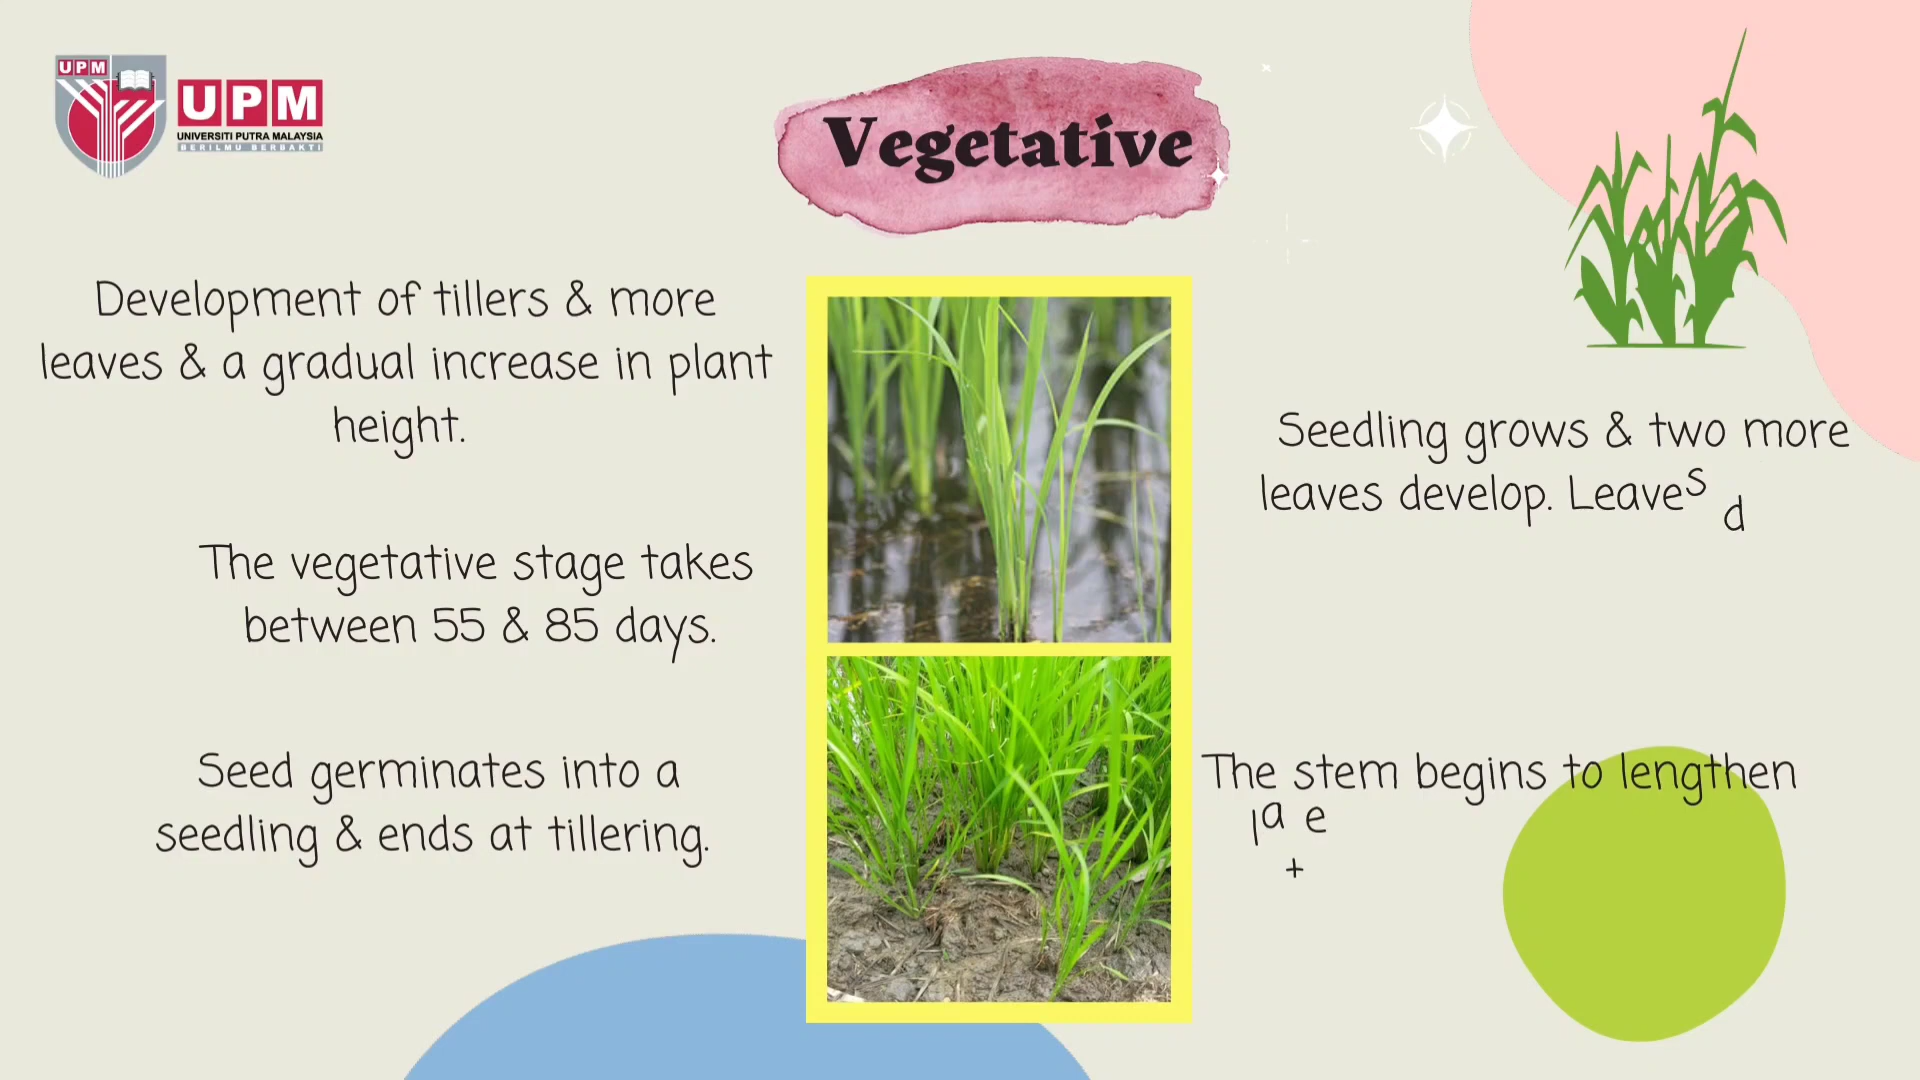 UPM
UPM
UNIVERSITI PUTRA MALAYSIA
BERILMU BERBAKTI
Vegetative
Development of tillers & more
leaves & a gradual increase in plant
height.
The vegetative stage takes
between 55 & 85 days.
Seed germinates into a
seedling & ends at tillering.
Seedling grows & two more
leaves develop. Leaves d
The stem begins to lengthen